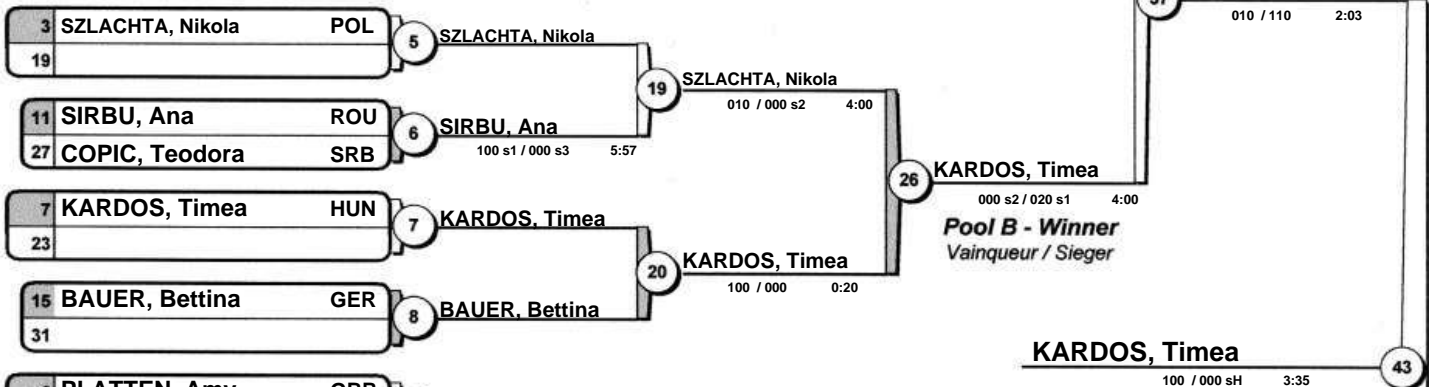 3 SZLACHTA, Nikola POL
19
5
SZLACHTA, Nikola
11 SIRBU, Ana ROU
27 COPIC, Teodora SRB
6
SIRBU, Ana
100 s1 / 000 s3 5:57
19
SZLACHTA, Nikola
010 / 000 s2 4:00
7 KARDOS, Timea HUN
23
7
KARDOS, Timea
15 BAUER, Bettina GER
31
8
BAUER, Bettina
20
KARDOS, Timea
100 / 000 0:20
26
KARDOS, Timea
000 s2 / 020 s1 4:00
Pool B - Winner
Vainqueur / Sieger
010 / 110 2:03
KARDOS, Timea
100 / 000 sH 3:35
43